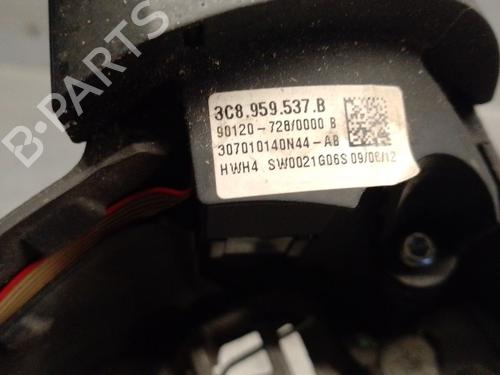 3C8.959.537.B
90120-728/0000 B
307010140N44-AB
HWH4 SW0021G06S 09/06/12
B-PARTS